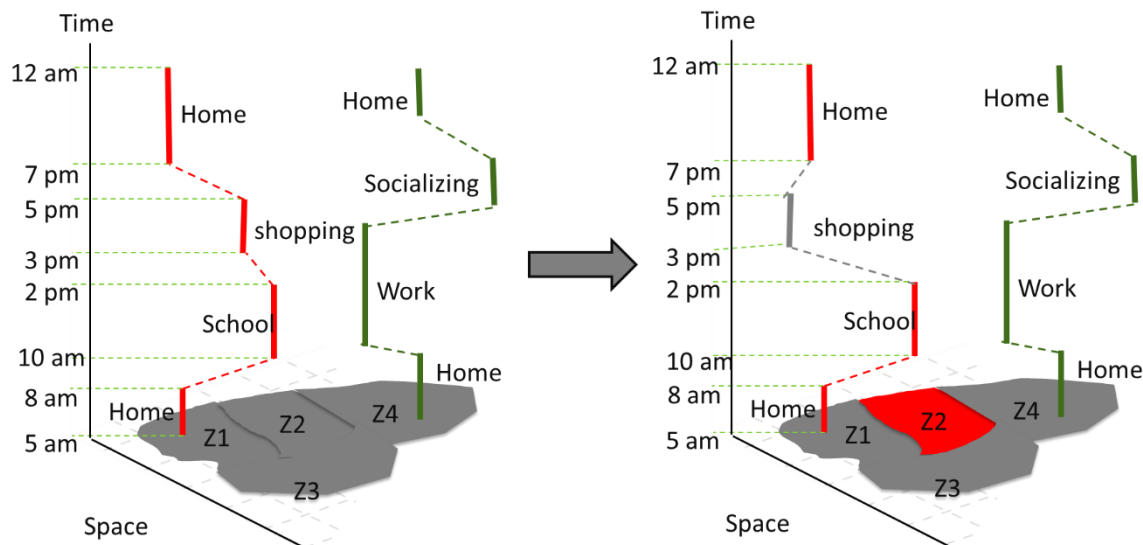 Time
12 am
Home
Home
7 pm
5 pm
Socializing
shopping
3 pm
2 pm
Work
School
10 am
8 am
Home
Home
Z1
Z2
Z4
5 am
Z3
Space
Time
12 am
Home
Home
7 pm
5 pm
Socializing
shopping
3 pm
2 pm
Work
School
10 am
8 am
Home
Home
Z1
Z2
Z4
5 am
Z3
Space